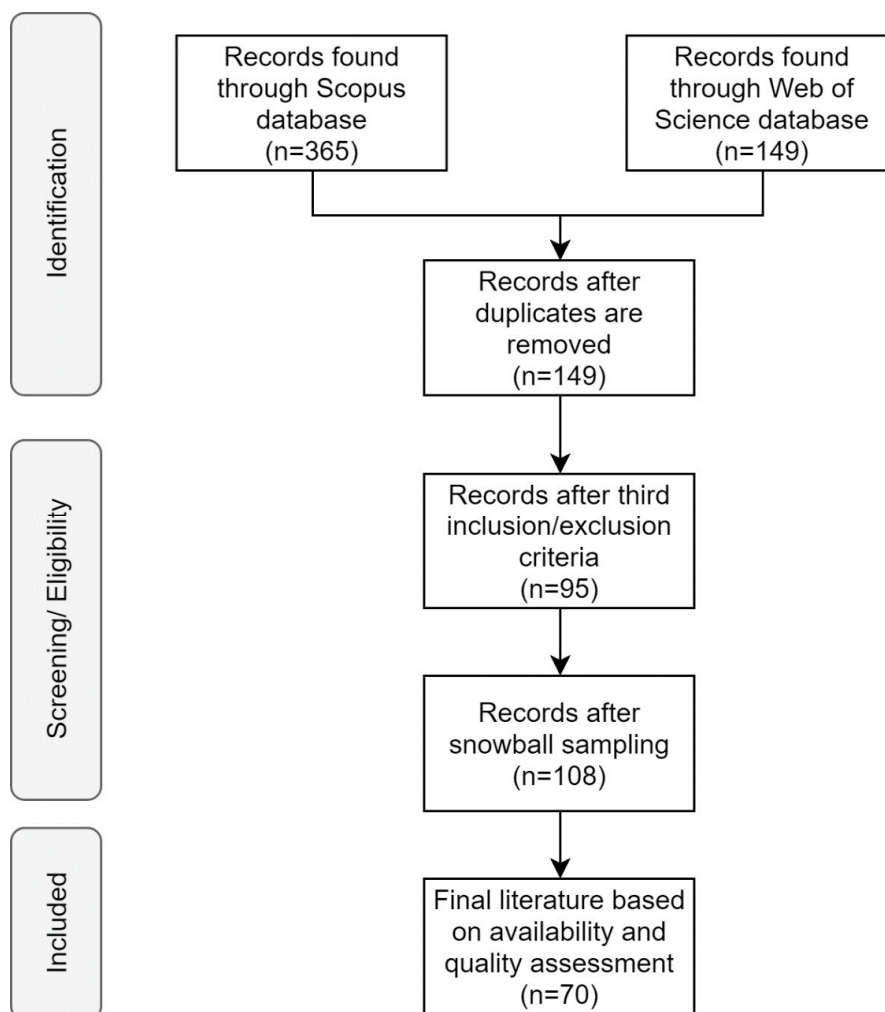 Identification
Records found
through Scopus
database
(n=365)
Records found
through Web of
Science database
(n=149)
Records after
duplicates are
removed
(n=149)
Screening/ Eligibility
Records after third
inclusion/exclusion
criteria
(n=95)
Records after
snowball sampling
(n=108)
Included
Final literature based
on availability and
quality assessment
(n=70)